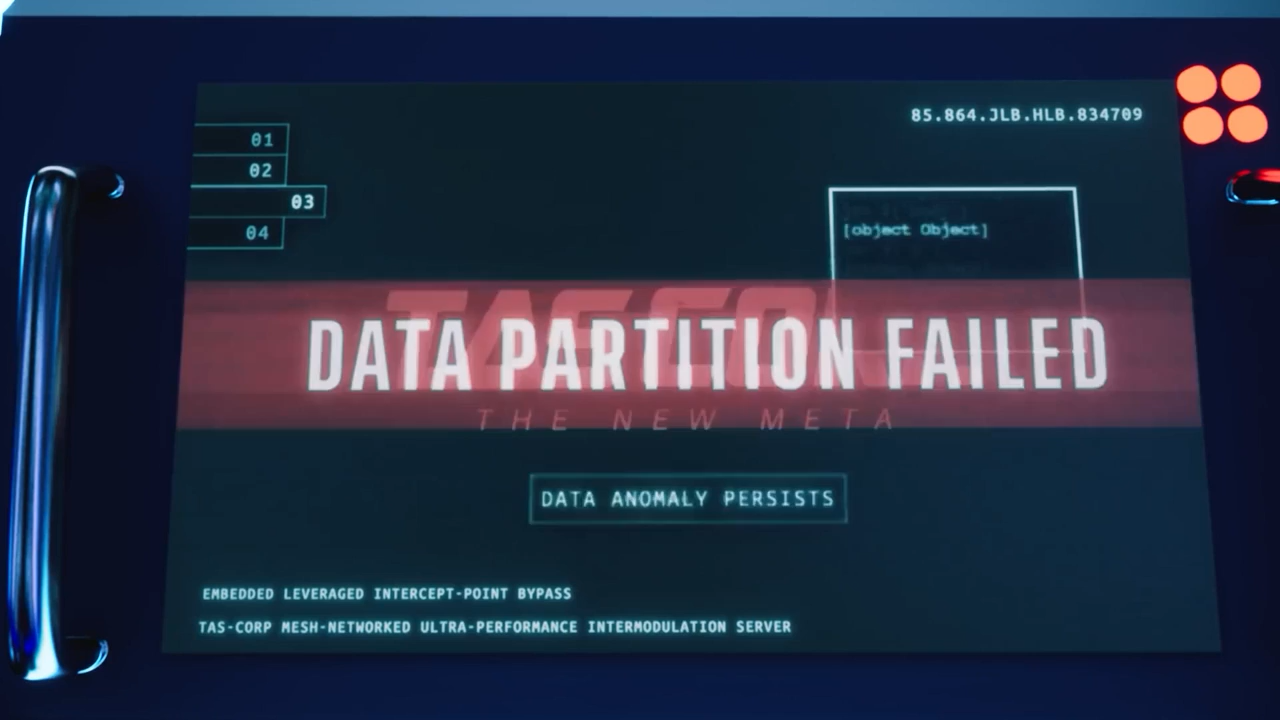 85.864.JLB.HLB.834709
01
02
03
04
[object Object]
DATA PARTITION FAILED
THE NEW META
DATA ANOMALY PERSISTS
EMBEDDED LEVERAGED INTERCEPT-POINT BYPASS
TAS-CORP MESH-NETWORKED ULTRA-PERFORMANCE INTERMODULATION SERVER